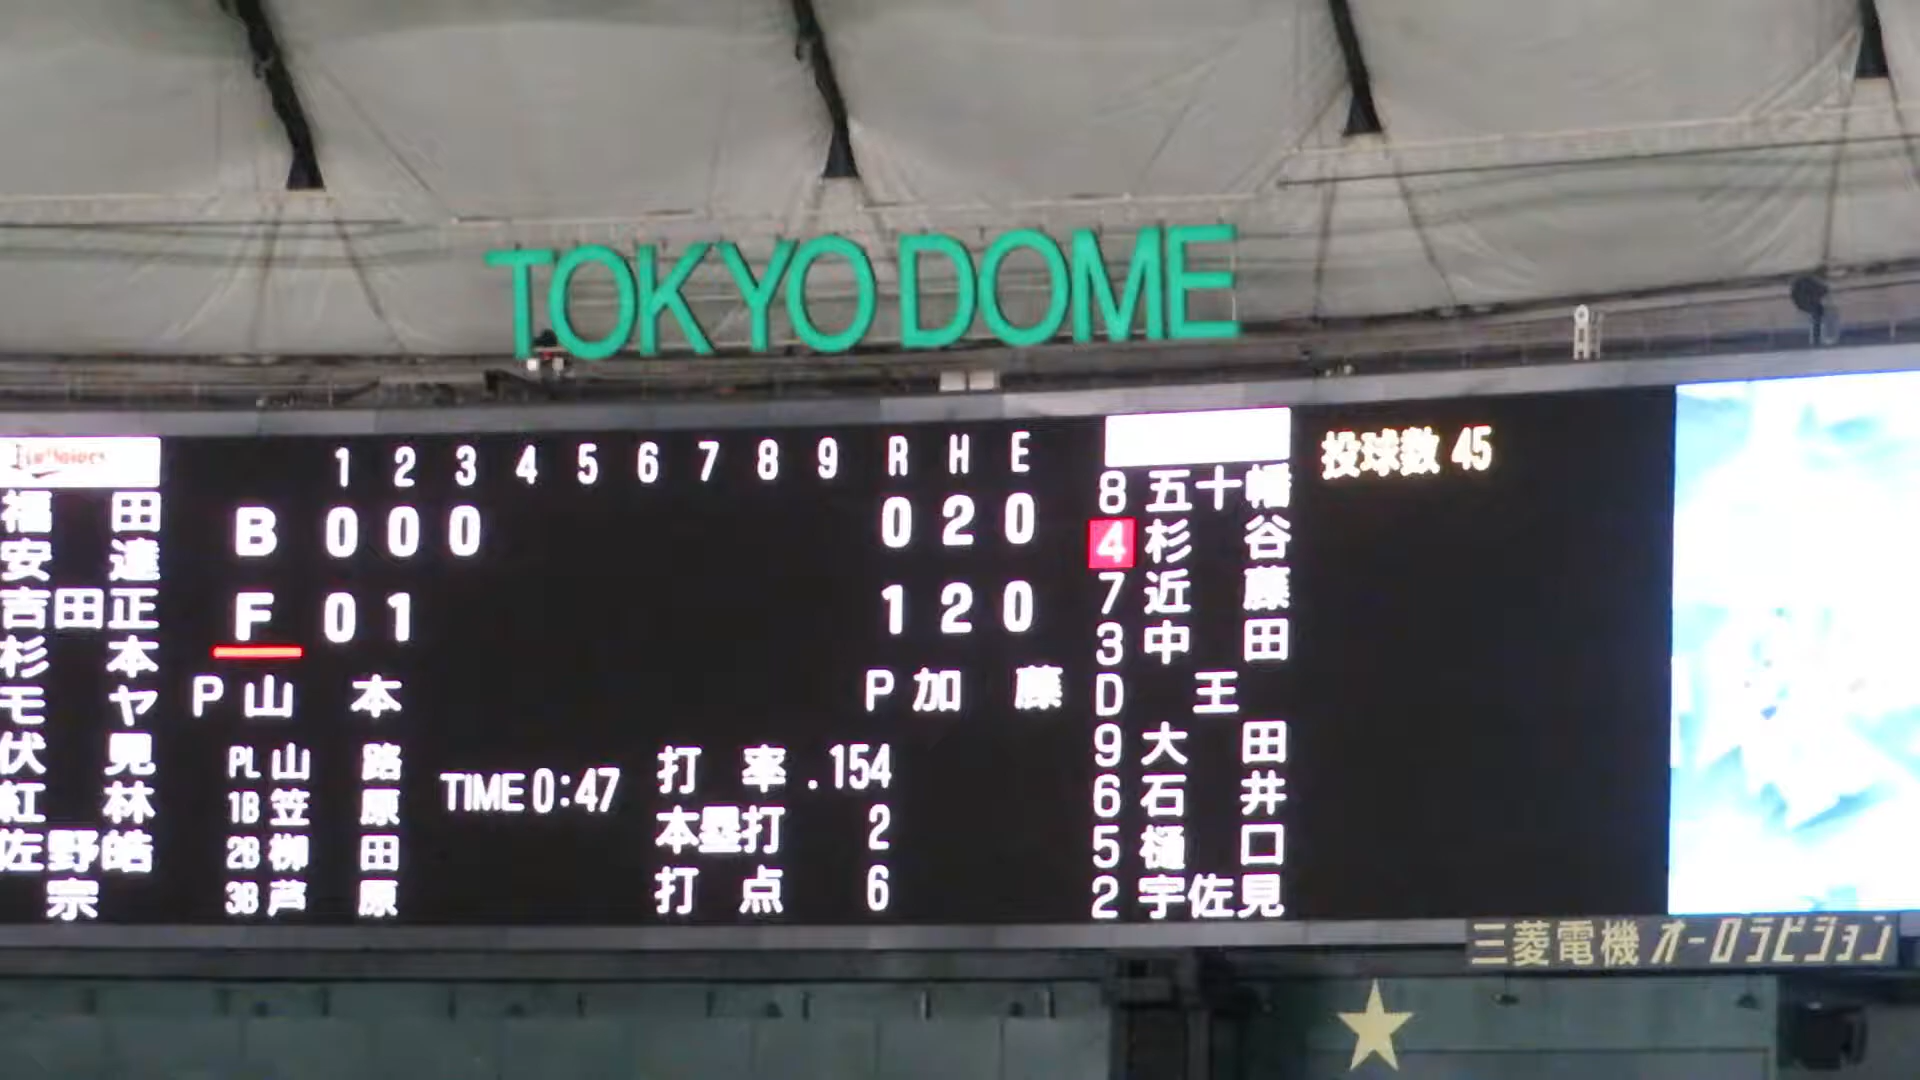 TOKYO DOME
1 2 3 4 5 6 7 8 9 R H E
B 0 0 0 0 2 0
F 0 1 1 2 0
P 山本
P 加藤
福田
安達
吉田正
杉本
モヤ
伏見
紅林
佐野皓
宗
PL 山路
1B 笠原
2B 柳田
3B 芦原
TIME 0:47
打率 .154
本塁打 2
打点 6
8 五十幡
4 杉谷
7 近藤
3 中田
D 王
9 大田
6 石井
5 樋口
2 宇佐見
投球数 45
三菱電機 オーロラビジョン